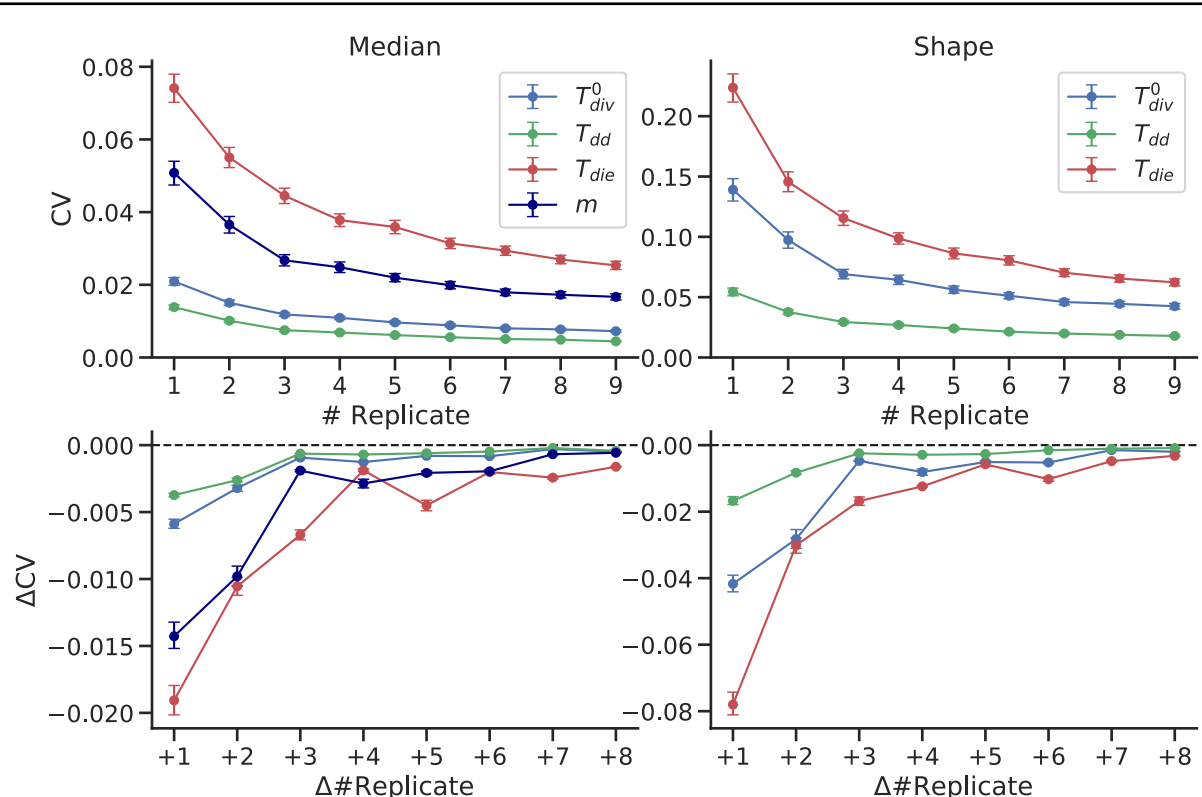 Median
0.08
0.06
0.04
0.02
0.00
CV
T⁰div
Tdd
Tdie
m
1 2 3 4 5 6 7 8 9
# Replicate
Shape
0.20
0.15
0.10
0.05
0.00
T⁰div
Tdd
Tdie
1 2 3 4 5 6 7 8 9
# Replicate
0.000
−0.005
−0.010
−0.015
−0.020
ΔCV
+1 +2 +3 +4 +5 +6 +7 +8
Δ#Replicate
0.00
−0.02
−0.04
−0.06
−0.08
+1 +2 +3 +4 +5 +6 +7 +8
Δ#Replicate